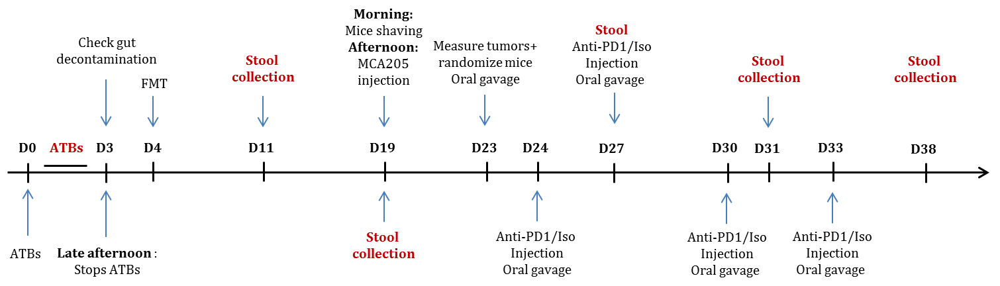 Check gut
decontamination
FMT
Stool
collection
Morning:
Mice shaving
Afternoon:
MCA205
injection
Measure tumors+
randomize mice
Oral gavage
Stool
Anti-PD1/Iso
Injection
Oral gavage
Stool
collection
Stool
collection
D0 ATBs D3 D4 D11 D19 D23 D24 D27 D30 D31 D33 D38
ATBs
Late afternoon :
Stops ATBs
Stool
collection
Anti-PD1/Iso
Injection
Oral gavage
Anti-PD1/Iso
Injection
Oral gavage
Anti-PD1/Iso
Injection
Oral gavage